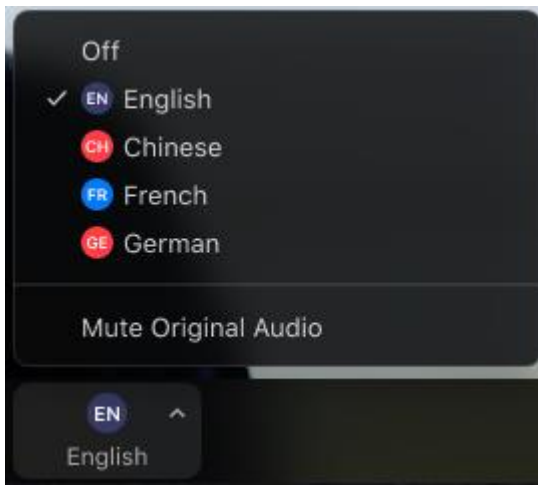 Off
EN English
CH Chinese
FR French
GE German
Mute Original Audio
EN
English